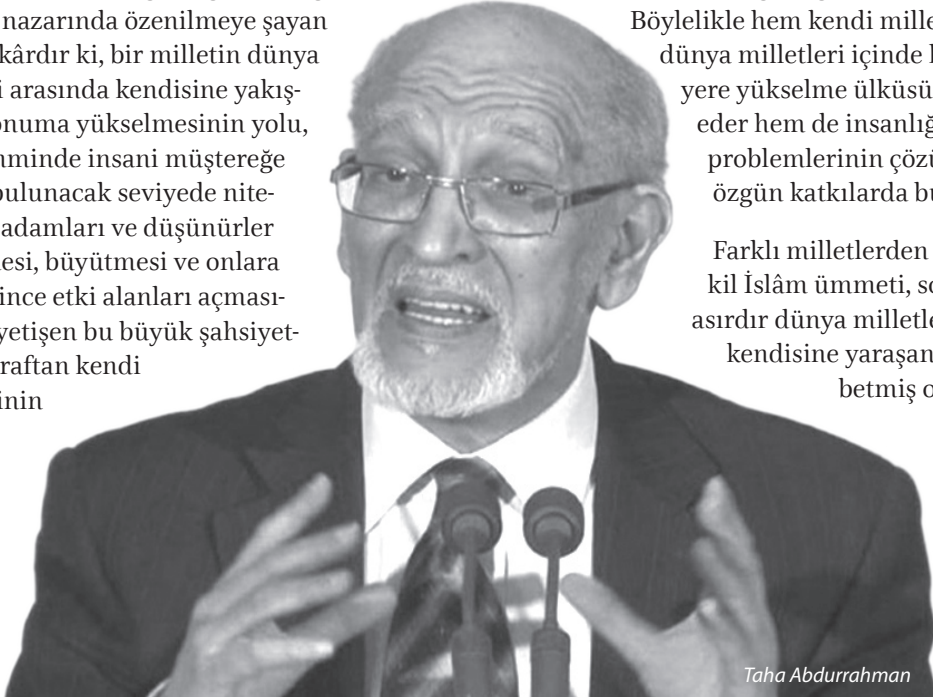 nazarında özenilmeye şayan
kârdır ki, bir milletin dünya
i arasında kendisine yakış-
onuma yükselmesinin yolu,
minde insani müştereğe
bulunacak seviyede nite-
adamları ve düşünürler
esi, büyütmesi ve onlara
ince etki alanları açması-
yetişen bu büyük şahsiyet-
raftan kendi
inin
Böylelikle hem kendi mille
dünya milletleri içinde
yere yükselme ülküsü
eder hem de insanlığ
problemlerinin çözü
özgün katkılarda bu
Farklı milletlerden
kil İslâm ümmeti, so
asırdır dünya milletle
kendisine yaraşan
betmiş o
Taha Abdurrahman